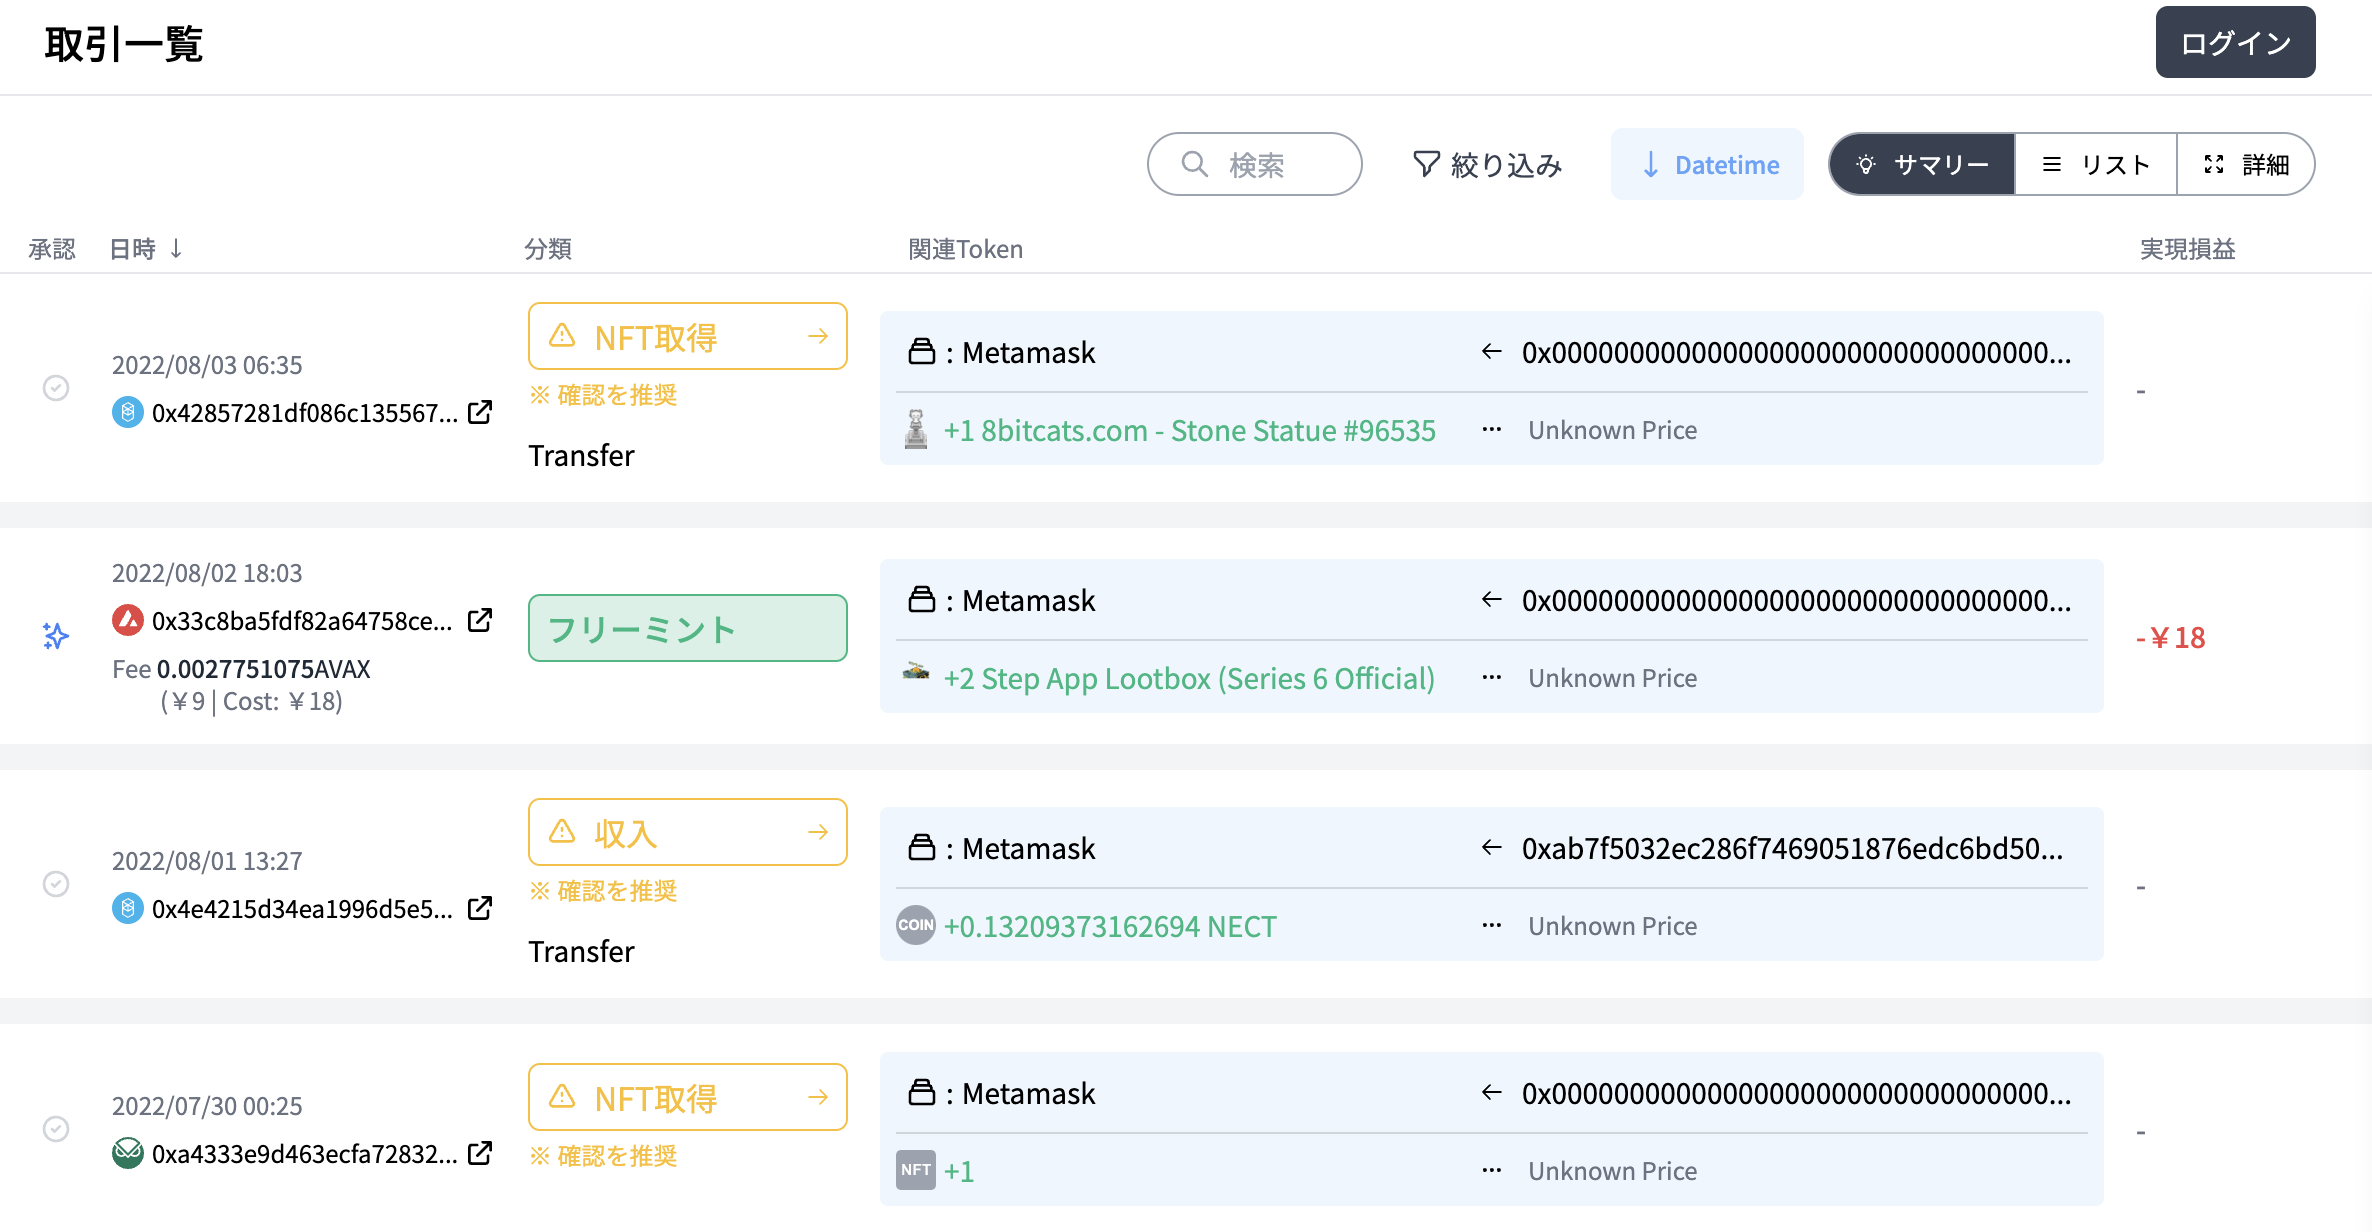 取引一覧
ログイン
検索
絞り込み
↓ Datetime
サマリー
リスト
詳細
承認
日時 ↓
分類
関連Token
実現損益
2022/08/03 06:35
0x42857281df086c135567...
NFT取得 →
※ 確認を推奨
Transfer
: Metamask
← 0x00000000000000000000000000000000...
+1 8bitcats.com - Stone Statue #96535
... Unknown Price
-
2022/08/02 18:03
0x33c8ba5fdf82a64758ce...
Fee 0.0027751075AVAX
(￥9 | Cost: ￥18)
フリーミント
: Metamask
← 0x00000000000000000000000000000000...
+2 Step App Lootbox (Series 6 Official)
... Unknown Price
-￥18
2022/08/01 13:27
0x4e4215d34ea1996d5e5...
収入 →
※ 確認を推奨
Transfer
: Metamask
← 0xab7f5032ec286f7469051876edc6bd50...
COIN +0.13209373162694 NECT
... Unknown Price
-
2022/07/30 00:25
0xa4333e9d463ecfa72832...
NFT取得 →
※ 確認を推奨
: Metamask
← 0x00000000000000000000000000000000...
NFT +1
... Unknown Price
-